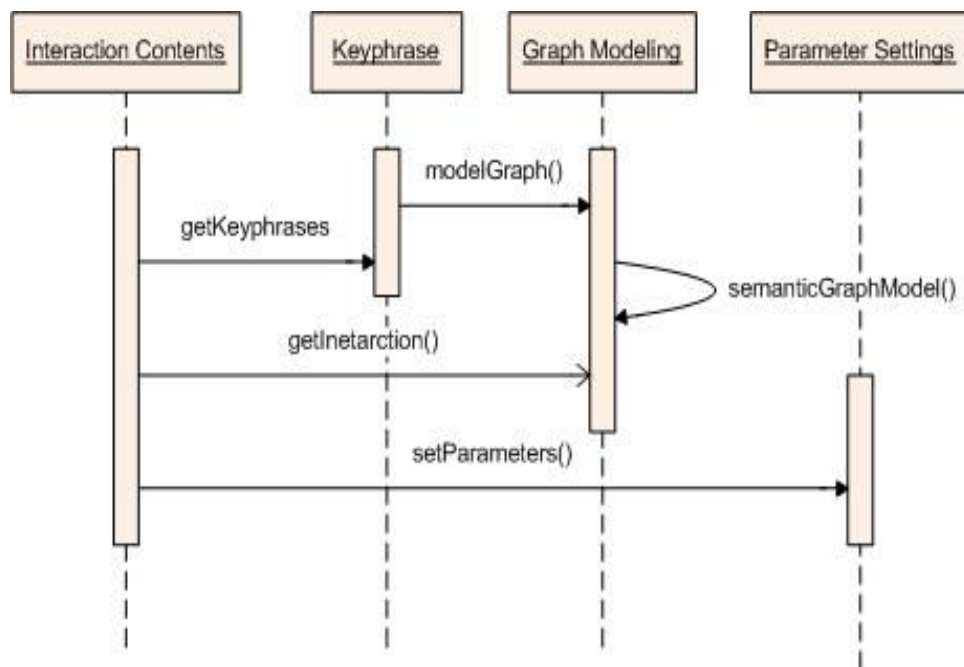 Interaction Contents
Keyphrase
Graph Modeling
Parameter Settings
modelGraph()
getKeyphrases
semanticGraphModel()
getInetarction()
setParameters()